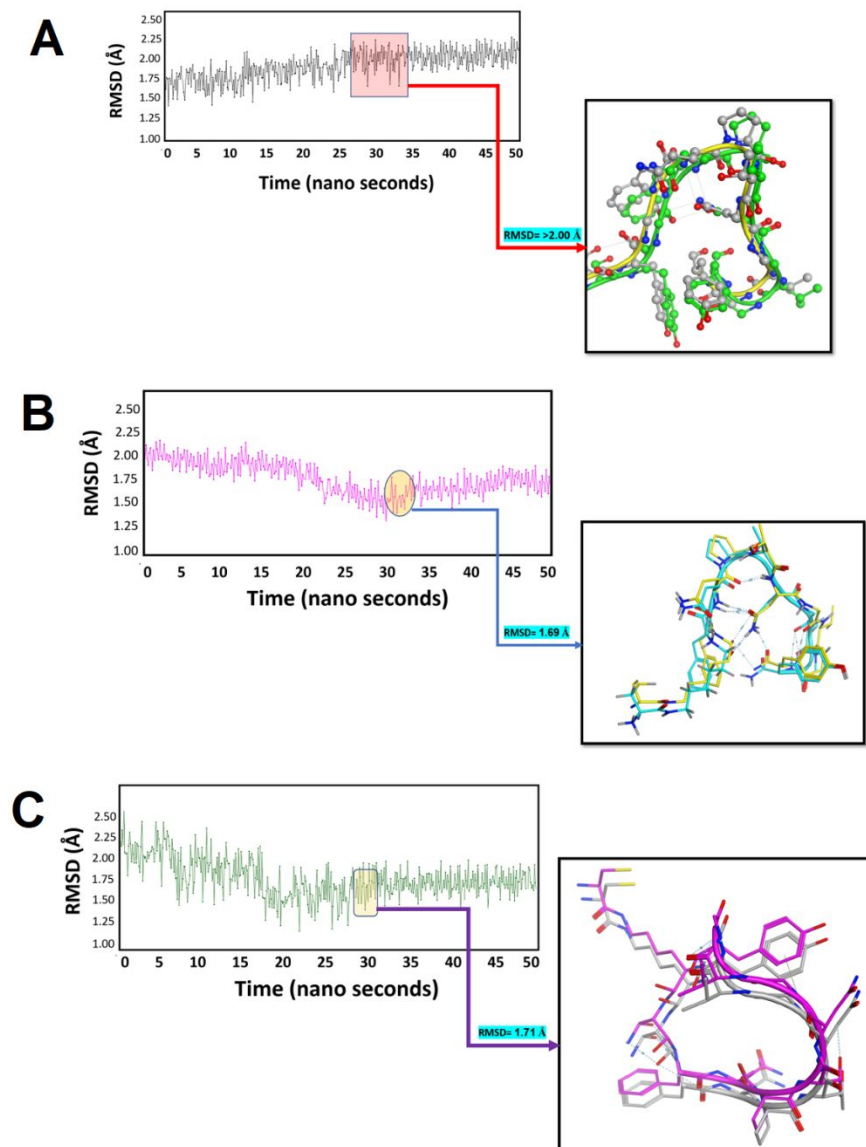 A
RMSD (Å)
2.50
2.25
2.00
1.75
1.50
1.25
1.00
0 5 10 15 20 25 30 35 40 45 50
Time (nano seconds)
RMSD= >2.00 Å
B
RMSD (Å)
2.50
2.25
2.00
1.75
1.50
1.25
1.00
0 5 10 15 20 25 30 35 40 45 50
Time (nano seconds)
RMSD= 1.69 Å
C
RMSD (Å)
2.50
2.25
2.00
1.75
1.50
1.25
1.00
0 5 10 15 20 25 30 35 40 45 50
Time (nano seconds)
RMSD= 1.71 Å